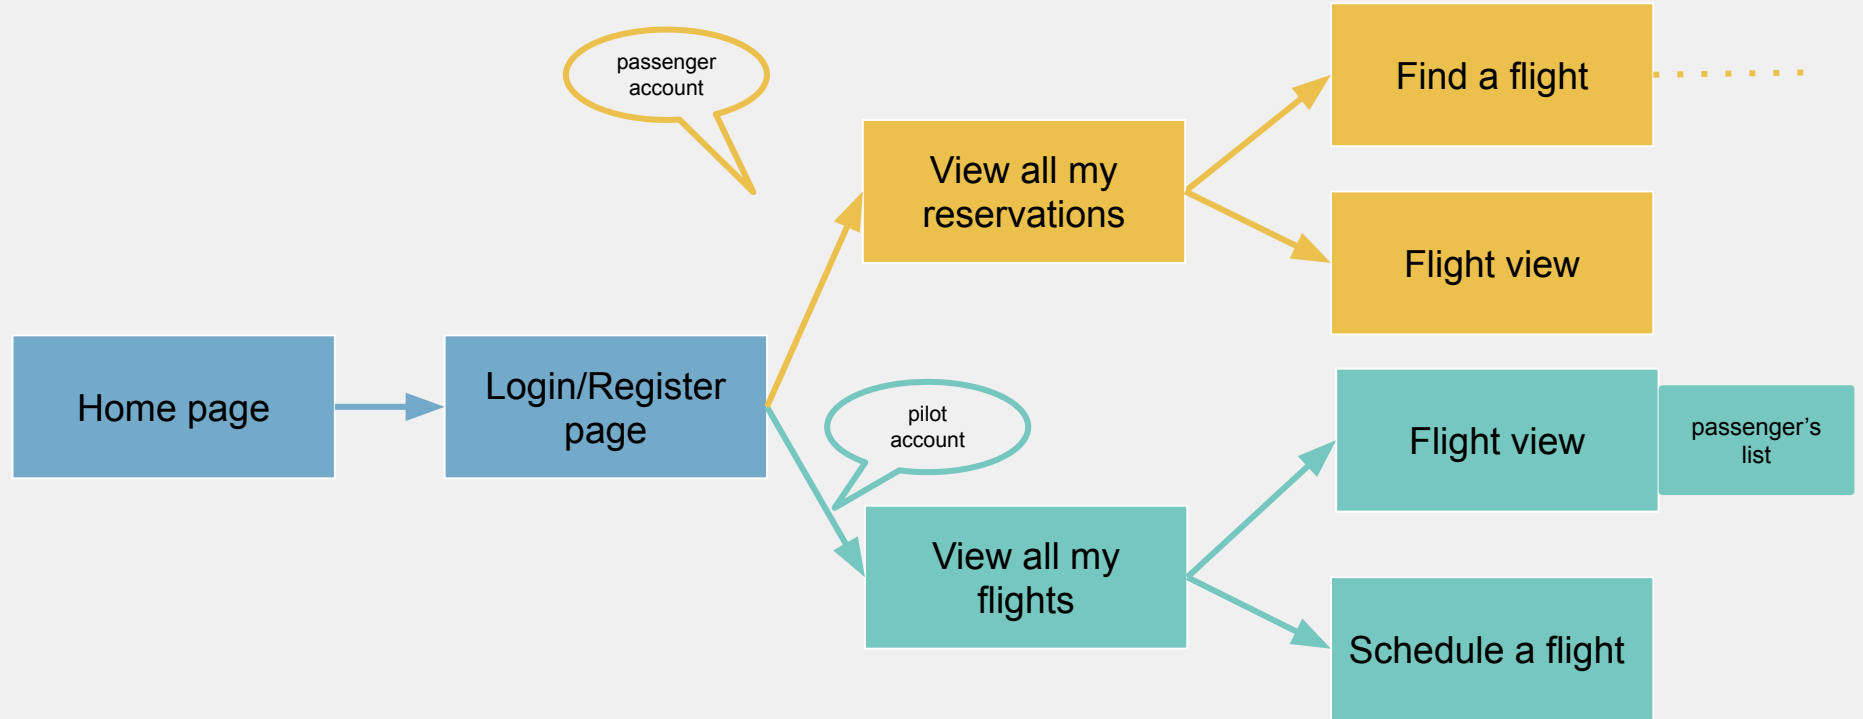 Home page
Login/Register
page
passenger
account
View all my
reservations
Find a flight
Flight view
pilot
account
View all my
flights
Flight view
passenger’s
list
Schedule a flight